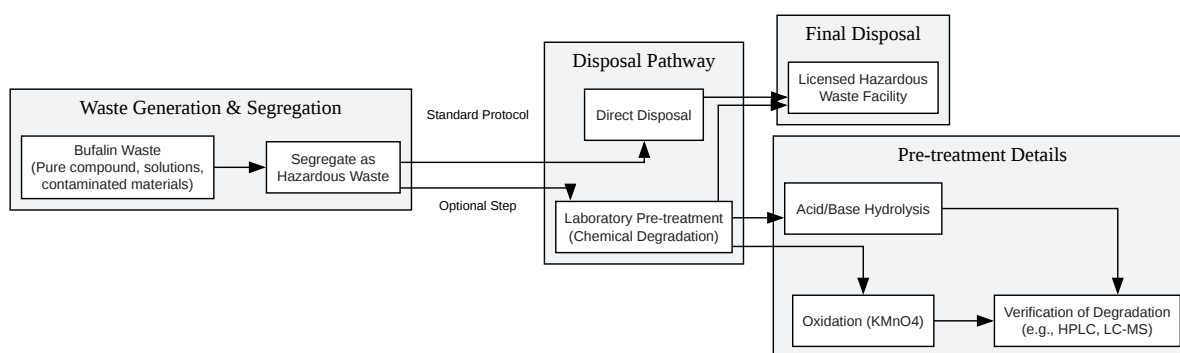 Waste Generation & Segregation
Bufalin Waste
(Pure compound, solutions,
contaminated materials)
Segregate as
Hazardous Waste
Standard Protocol
Optional Step
Disposal Pathway
Direct Disposal
Laboratory Pre-treatment
(Chemical Degradation)
Final Disposal
Licensed Hazardous
Waste Facility
Pre-treatment Details
Acid/Base Hydrolysis
Oxidation (KMnO4)
Verification of Degradation
(e.g., HPLC, LC-MS)